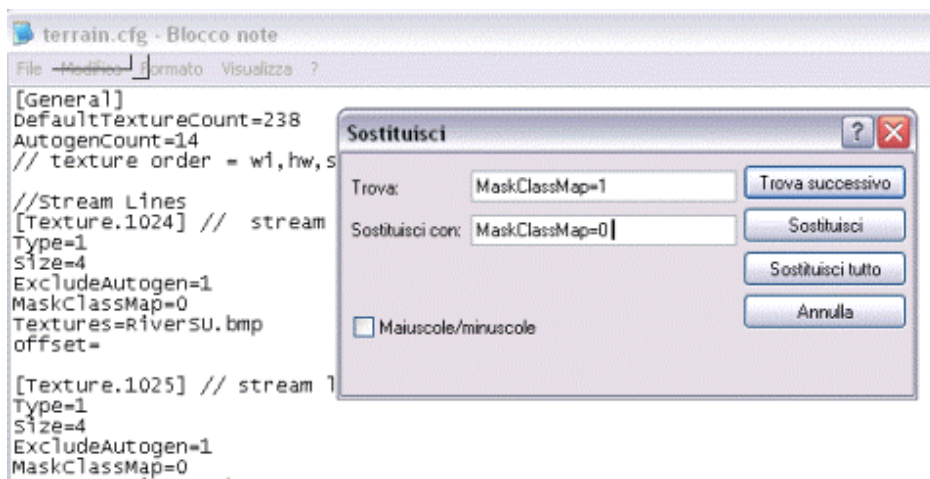 terrain.cfg - Blocco note
File Modifica Formato Visualizza ?
[General]
DefaultTextureCount=238
AutogenCount=14
// texture order = wi,hw,s
//Stream Lines
[Texture.1024] // stream
Type=1
Size=4
ExcludeAutogen=1
MaskClassMap=0
Textures=RiverSU.bmp
offset=
[Texture.1025] // stream l
Type=1
Size=4
ExcludeAutogen=1
MaskClassMap=0
Sostituisci
Trova: MaskClassMap=1
Sostituisci con: MaskClassMap=0
Maiuscole/minuscole
Trova successivo
Sostituisci
Sostituisci tutto
Annulla